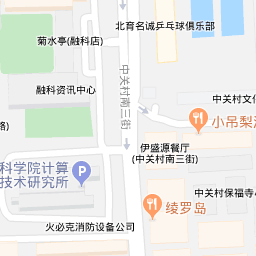 北育名诚乒乓球俱乐部
菊水亭(融科店)
融科资讯中心
中关村南三街
中关村文
小吊梨
路)
伊盛源餐厅
(中关村南三街)
科学院计算
技术研究所
P
中关村保福寺
绫罗岛
火必克消防设备公司